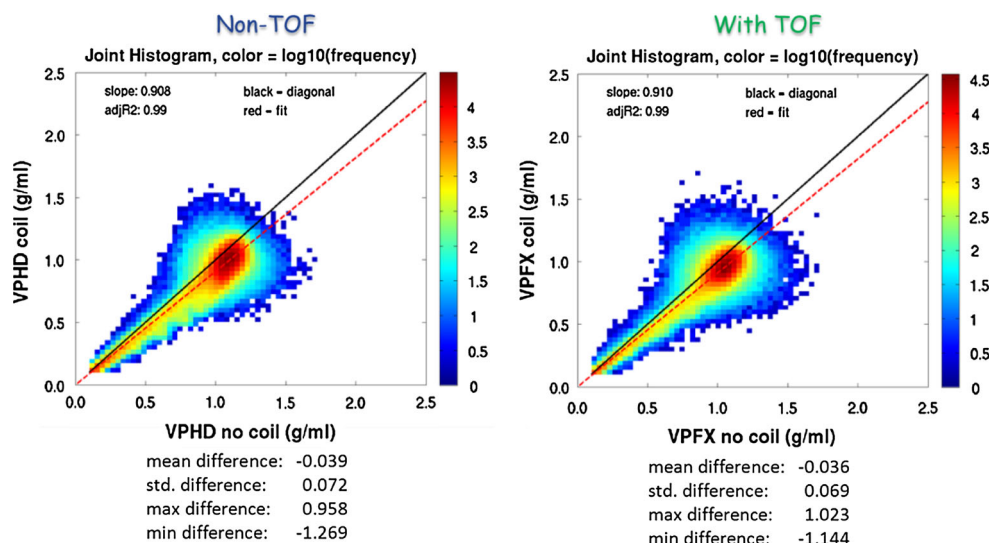 Non-TOF
Joint Histogram, color = log10(frequency)
2.5
2.0
1.5
1.0
0.5
0.0
slope: 0.908
adjR2: 0.99
black = diagonal
red = fit
4
3.5
3
2.5
2
1.5
1
0.5
0
VPHD coil (g/ml)
0.0 0.5 1.0 1.5 2.0 2.5
VPHD no coil (g/ml)
mean difference: -0.039
std. difference: 0.072
max difference: 0.958
min difference: -1.269
With TOF
Joint Histogram, color = log10(frequency)
2.5
2.0
1.5
1.0
0.5
0.0
slope: 0.910
adjR2: 0.99
black = diagonal
red = fit
4.5
4
3.5
3
2.5
2
1.5
1
0.5
0
VPFX coil (g/ml)
0.0 0.5 1.0 1.5 2.0 2.5
VPFX no coil (g/ml)
mean difference: -0.036
std. difference: 0.069
max difference: 1.023
min difference: -1.144